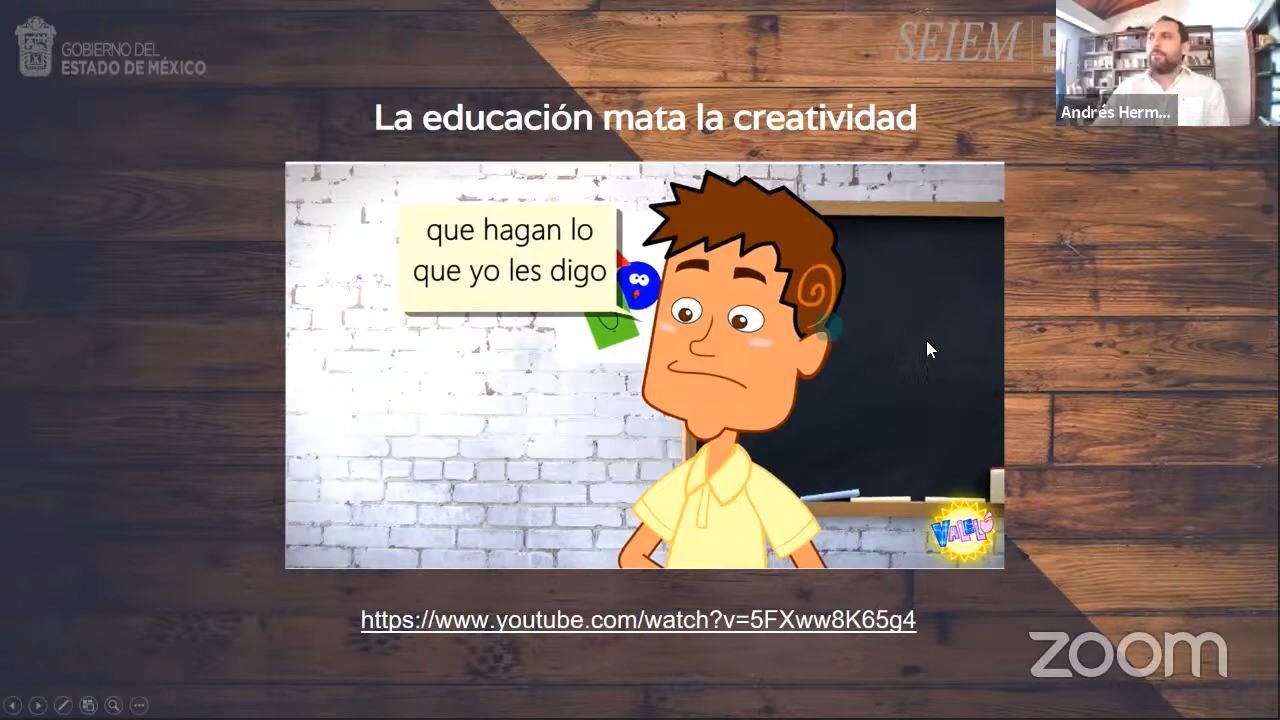 GOBIERNO DEL
ESTADO DE MÉXICO
SEIEM
Andrés Herm...
La educación mata la creatividad
que hagan lo
que yo les digo
VALELÚ
https://www.youtube.com/watch?v=5FXww8K65g4
zoom